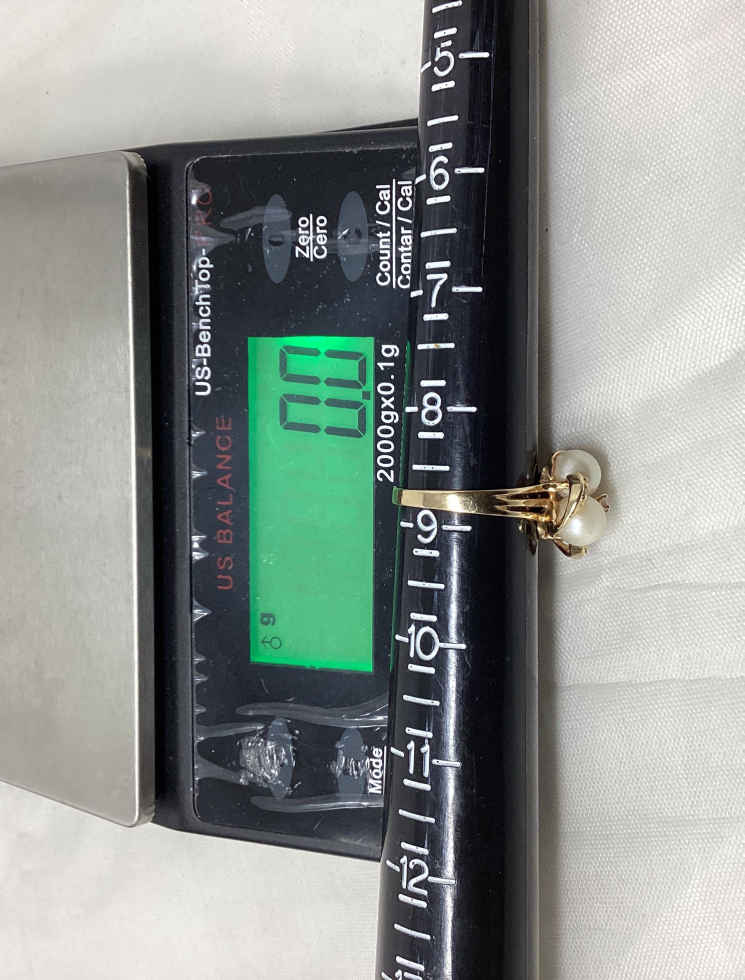 US-BenchTop-PRO
US BALANCE
Zero
Cero
Count / Cal
Contar / Cal
0.0
g
2000gx0.1g
Mode
5
6
7
8
9
10
11
12